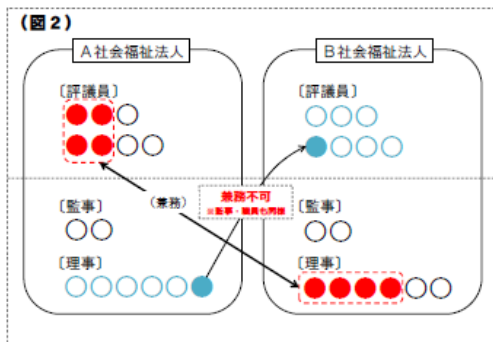 （図２）
Ａ社会福祉法人
Ｂ社会福祉法人
〔評議員〕
〔評議員〕
（兼務）
兼務不可
※監事・職員も同様
〔監事〕
〔監事〕
〔理事〕
〔理事〕